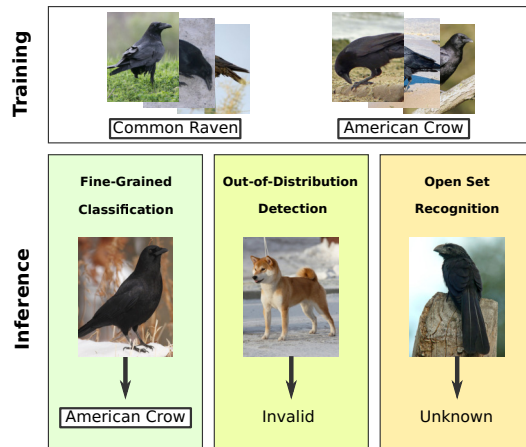 Training
Common Raven
American Crow
Inference
Fine-Grained
Classification
American Crow
Out-of-Distribution
Detection
Invalid
Open Set
Recognition
Unknown